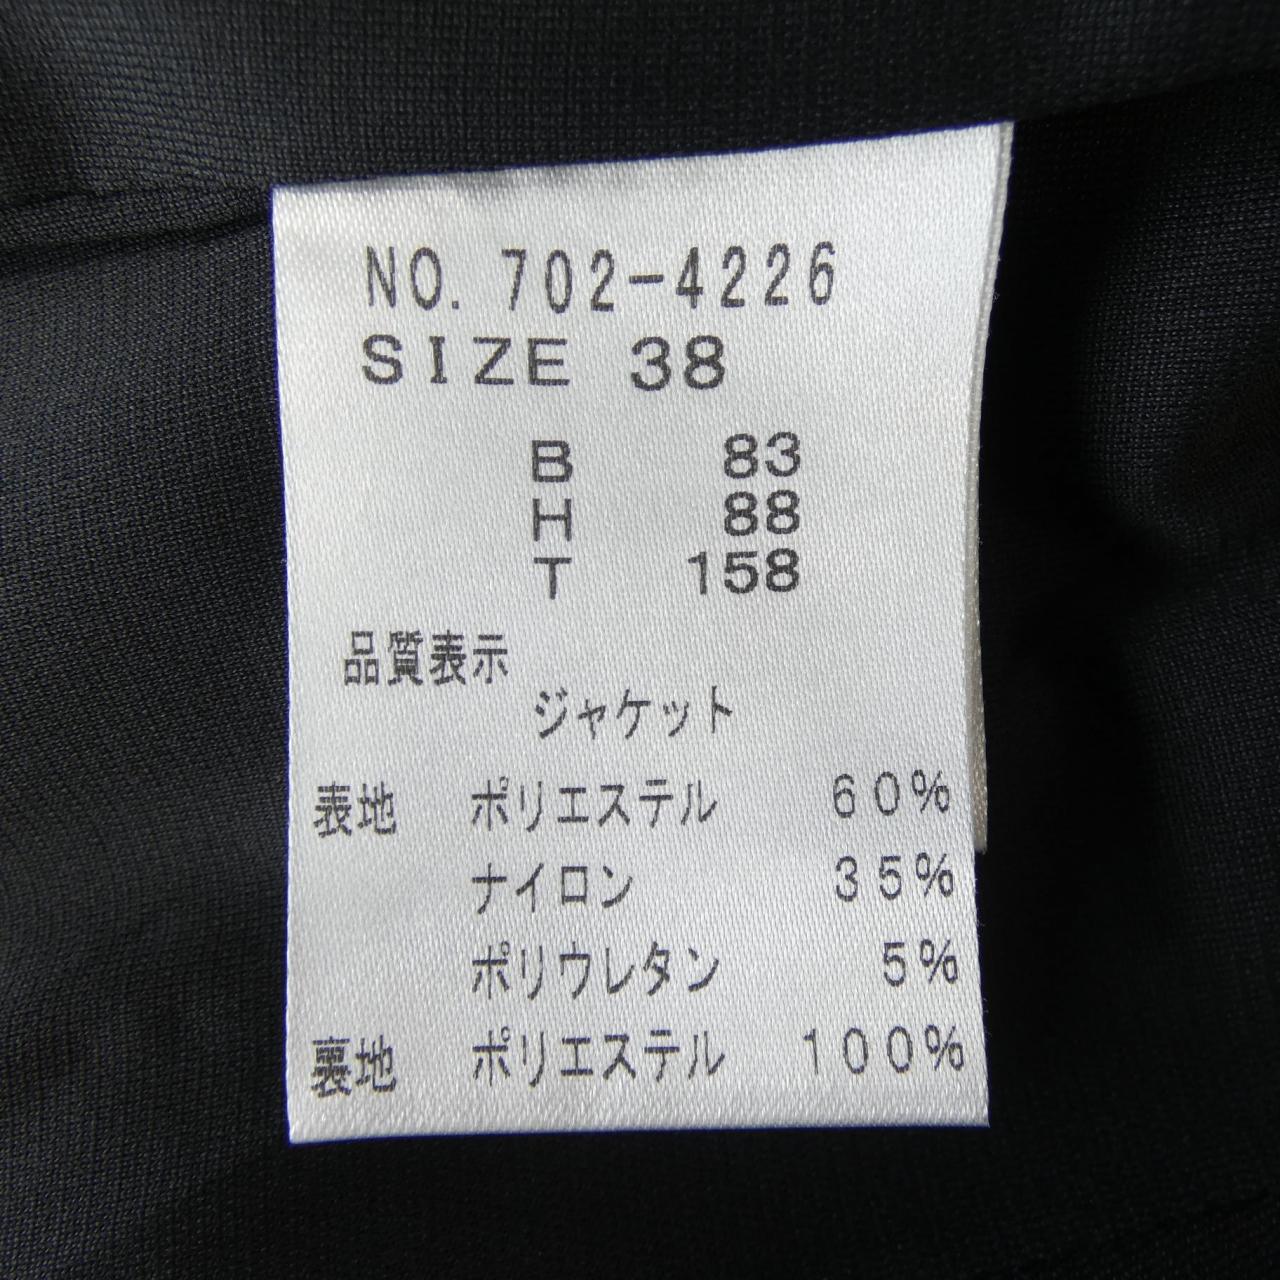 NO. 702-4226
SIZE 38
B 83
H 88
T 158
品質表示
ジャケット
表地 ポリエステル 60%
ナイロン 35%
ポリウレタン 5%
裏地 ポリエステル 100%